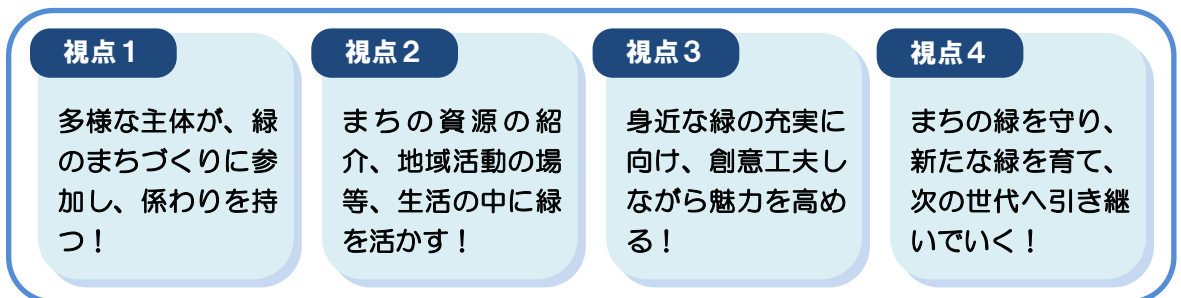 視点1
多様な主体が、緑
のまちづくりに参
加し、係わりを持
つ！
視点2
まちの資源の紹
介、地域活動の場
等、生活の中に緑
を活かす！
視点3
身近な緑の充実に
向け、創意工夫し
ながら魅力を高め
る！
視点4
まちの緑を守り、
新たな緑を育て、
次の世代へ引き継
いでいく！